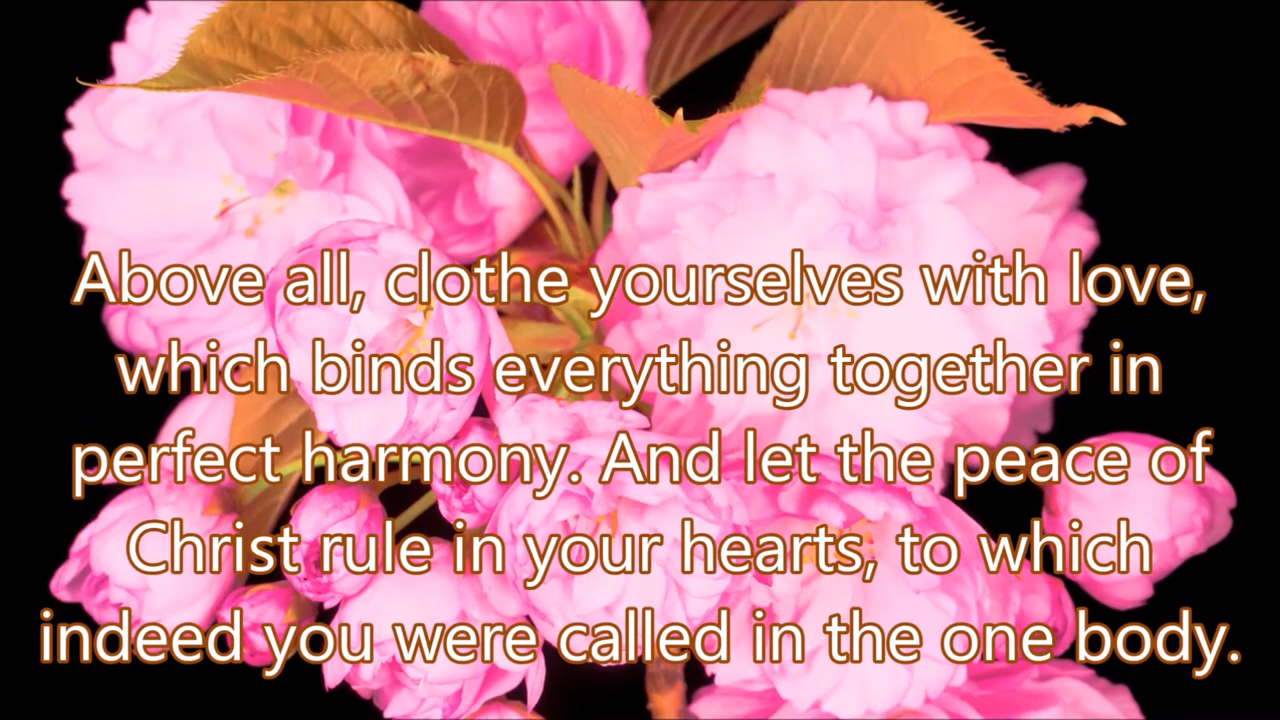 Above all, clothe yourselves with love,
which binds everything together in
perfect harmony. And let the peace of
Christ rule in your hearts, to which
indeed you were called in the one body.